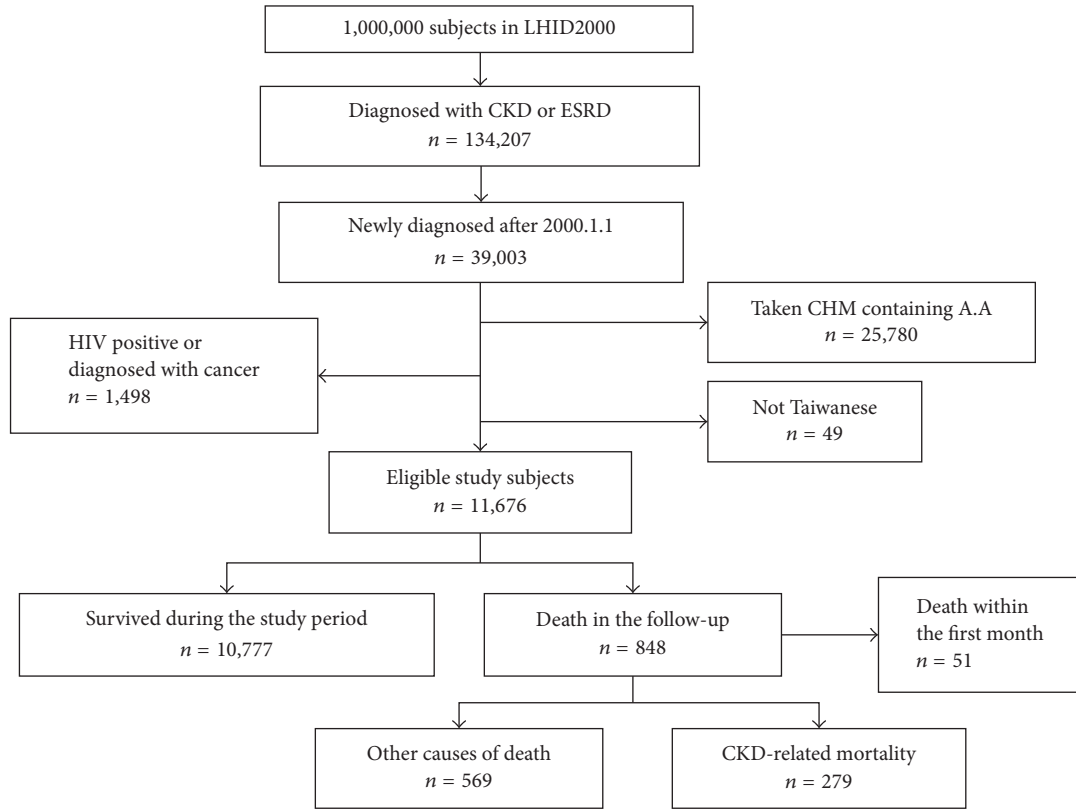 1,000,000 subjects in LHID2000
Diagnosed with CKD or ESRD
n = 134,207
Newly diagnosed after 2000.1.1
n = 39,003
Taken CHM containing A.A
n = 25,780
HIV positive or
diagnosed with cancer
n = 1,498
Not Taiwanese
n = 49
Eligible study subjects
n = 11,676
Survived during the study period
n = 10,777
Death in the follow-up
n = 848
Death within
the first month
n = 51
Other causes of death
n = 569
CKD-related mortality
n = 279